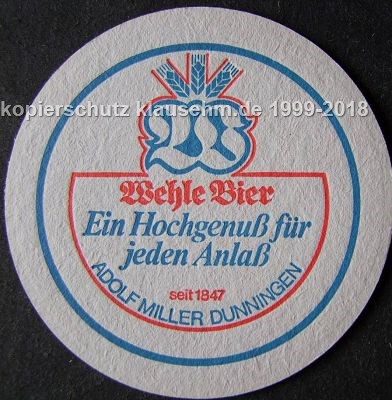 kopierschutz klausehm.de 1999-2018
W
Wehle Bier
Ein Hochgenuß für
jeden Anlaß
seit 1847
ADOLF MILLER DUNNINGEN